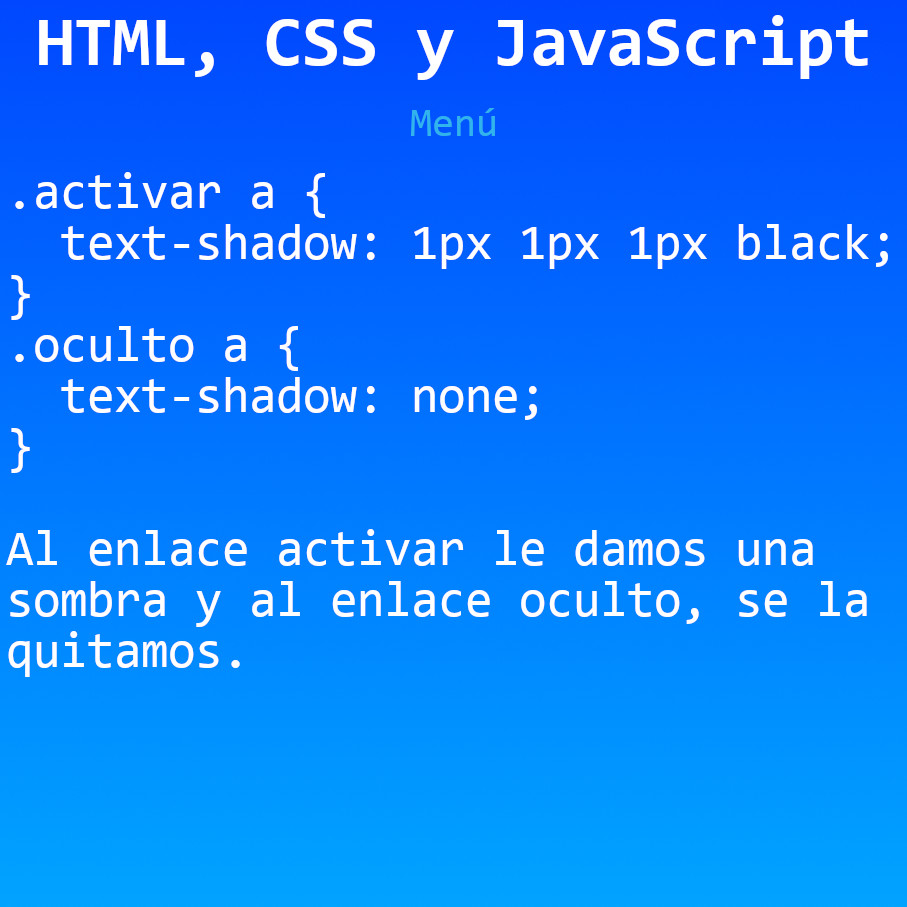 HTML, CSS y JavaScript
Menú
.activar a {
  text-shadow: 1px 1px 1px black;
}
.oculto a {
  text-shadow: none;
}
Al enlace activar le damos una
sombra y al enlace oculto, se la
quitamos.